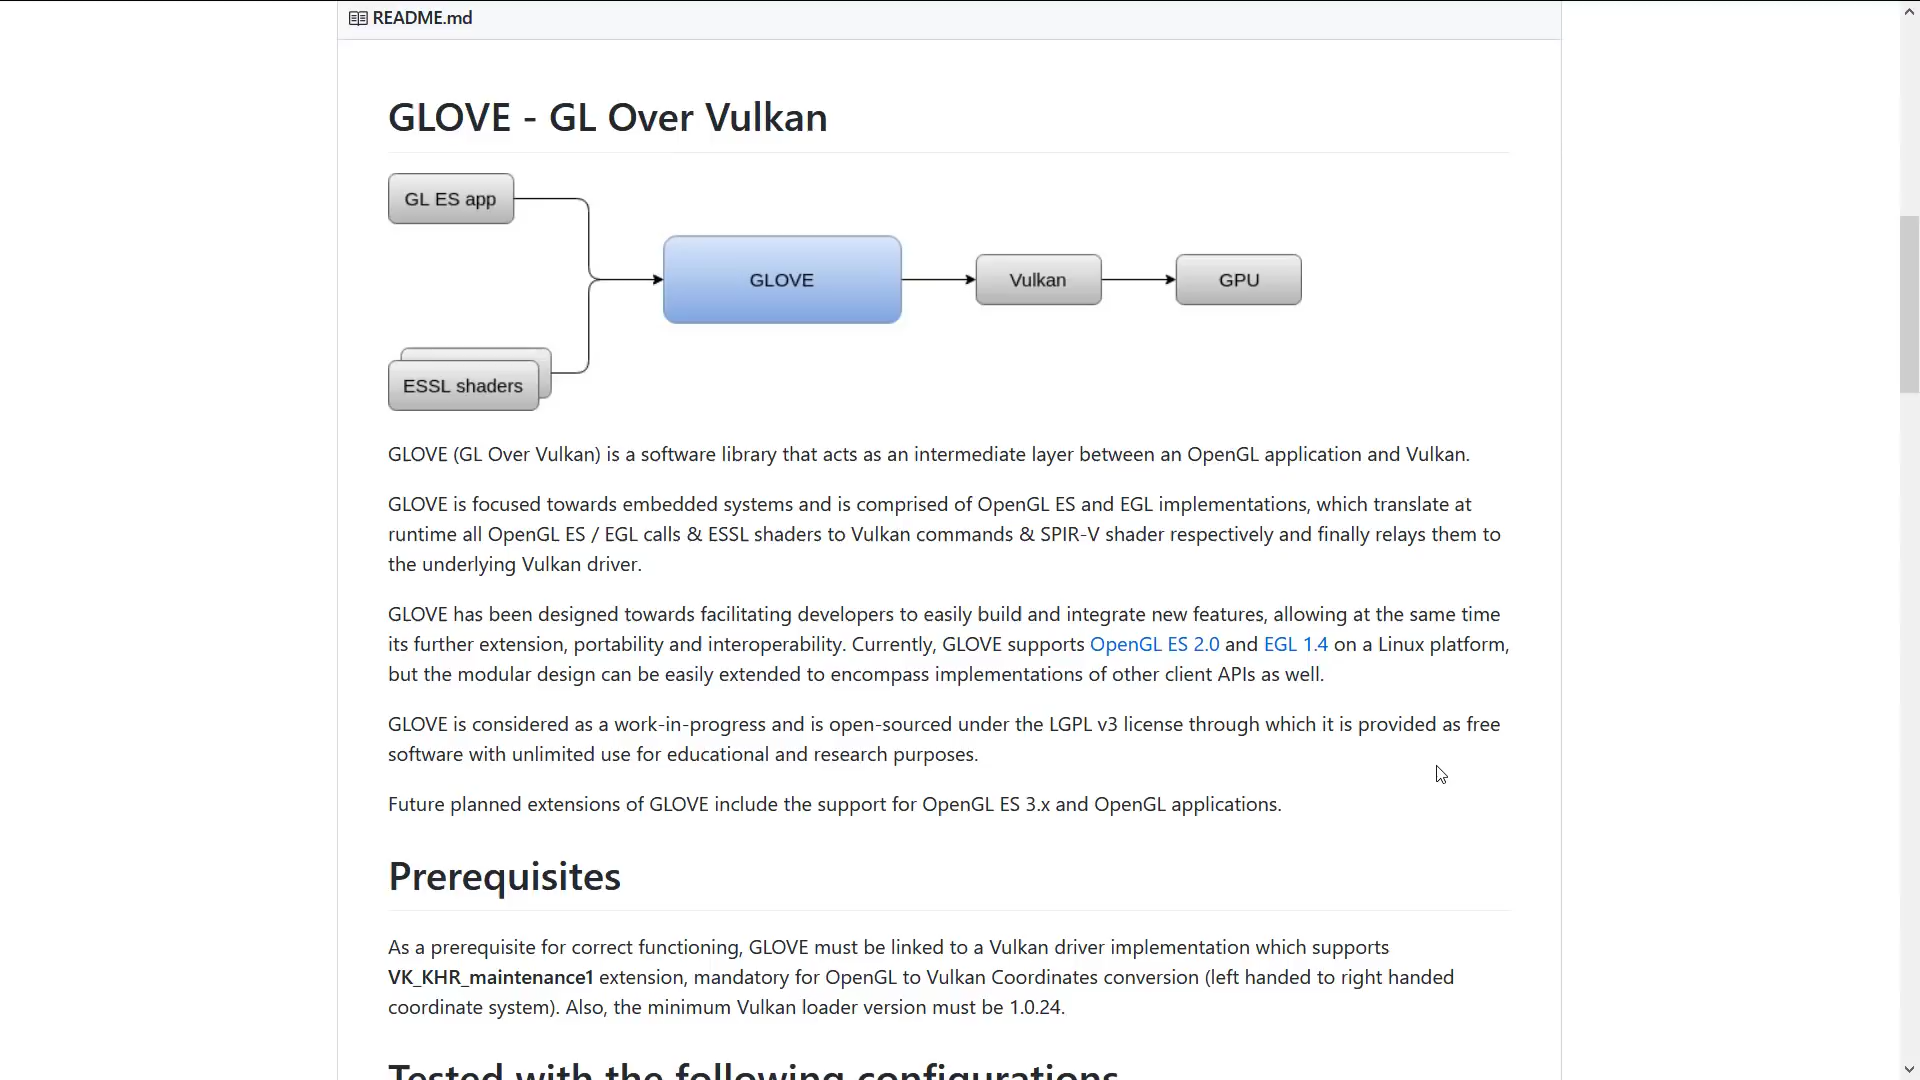 README.md
GLOVE - GL Over Vulkan
GL ES app
GLOVE
Vulkan
GPU
ESSL shaders
GLOVE (GL Over Vulkan) is a software library that acts as an intermediate layer between an OpenGL application and Vulkan.
GLOVE is focused towards embedded systems and is comprised of OpenGL ES and EGL implementations, which translate at
runtime all OpenGL ES / EGL calls & ESSL shaders to Vulkan commands & SPIR-V shader respectively and finally relays them to
the underlying Vulkan driver.
GLOVE has been designed towards facilitating developers to easily build and integrate new features, allowing at the same time
its further extension, portability and interoperability. Currently, GLOVE supports OpenGL ES 2.0 and EGL 1.4 on a Linux platform,
but the modular design can be easily extended to encompass implementations of other client APIs as well.
GLOVE is considered as a work-in-progress and is open-sourced under the LGPL v3 license through which it is provided as free
software with unlimited use for educational and research purposes.
Future planned extensions of GLOVE include the support for OpenGL ES 3.x and OpenGL applications.
Prerequisites
As a prerequisite for correct functioning, GLOVE must be linked to a Vulkan driver implementation which supports
VK_KHR_maintenance1 extension, mandatory for OpenGL to Vulkan Coordinates conversion (left handed to right handed
coordinate system). Also, the minimum Vulkan loader version must be 1.0.24.
Tested with the following configurations